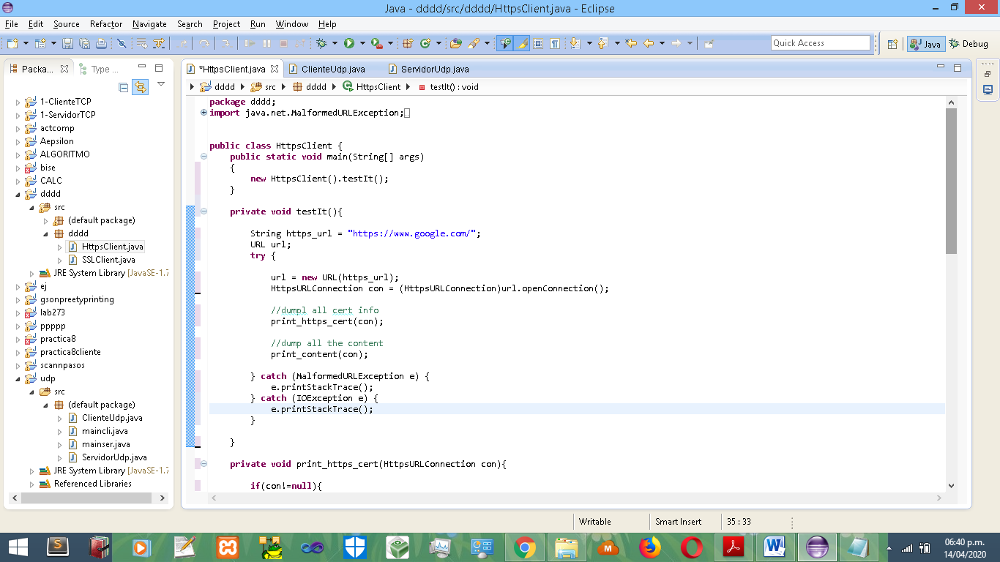 Java - dddd/src/dddd/HttpsClient.java - Eclipse
File Edit Source Refactor Navigate Search Project Run Window Help
Quick Access
Java
Debug
Packa...
Type ...
1-ClienteTCP
1-ServidorTCP
actcomp
Aepsilon
ALGORITMO
bise
CALC
dddd
src
(default package)
dddd
HttpsClient.java
SSLClient.java
JRE System Library [JavaSE-1.7
ej
gsonpreetyprinting
lab273
ppppp
practica8
practica8cliente
scannpasos
udp
src
(default package)
ClienteUdp.java
maincli.java
mainser.java
ServidorUdp.java
JRE System Library [JavaSE-1.7
Referenced Libraries
*HttpsClient.java
ClienteUdp.java
ServidorUdp.java
dddd src dddd HttpsClient testIt() : void
package dddd;
import java.net.MalformedURLException;
public class HttpsClient {
public static void main(String[] args)
{
new HttpsClient().testIt();
}
private void testIt(){
String https_url = "https://www.google.com/";
URL url;
try {
url = new URL(https_url);
HttpsURLConnection con = (HttpsURLConnection)url.openConnection();
//dumpl all cert info
print_https_cert(con);
//dump all the content
print_content(con);
} catch (MalformedURLException e) {
e.printStackTrace();
} catch (IOException e) {
e.printStackTrace();
}
}
private void print_https_cert(HttpsURLConnection con){
if(con!=null){
Writable
Smart Insert
35 : 33
06:40 p.m.
14/04/2020